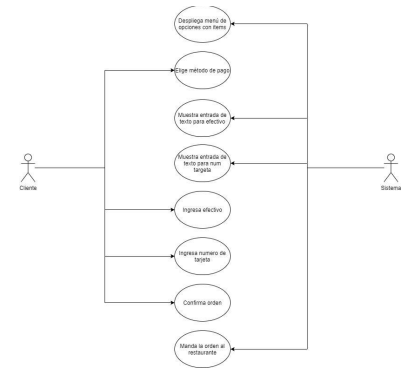 Despliega menú de
opciones con items
Elige método de pago
Muestra entrada de
texto para efectivo
Muestra entrada de
texto para num
targeta
Cliente
Sistema
Ingresa efectivo
Ingresa numero de
tarjeta
Confirma orden
Manda la orden al
restaurante